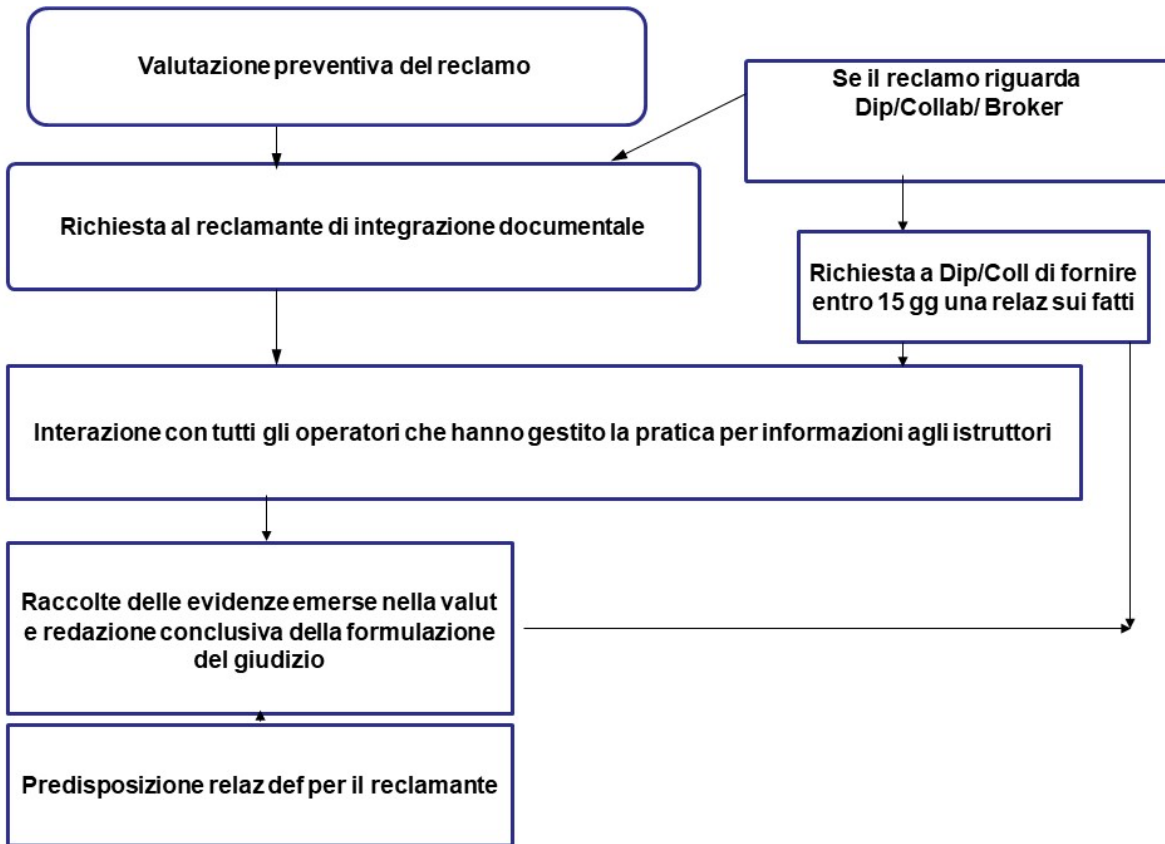 Valutazione preventiva del reclamo
Se il reclamo riguarda
Dip/Collab/ Broker
Richiesta al reclamante di integrazione documentale
Richiesta a Dip/Coll di fornire
entro 15 gg una relaz sui fatti
Interazione con tutti gli operatori che hanno gestito la pratica per informazioni agli istruttori
Raccolte delle evidenze emerse nella valut
e redazione conclusiva della formulazione
del giudizio
Predisposizione relaz def per il reclamante